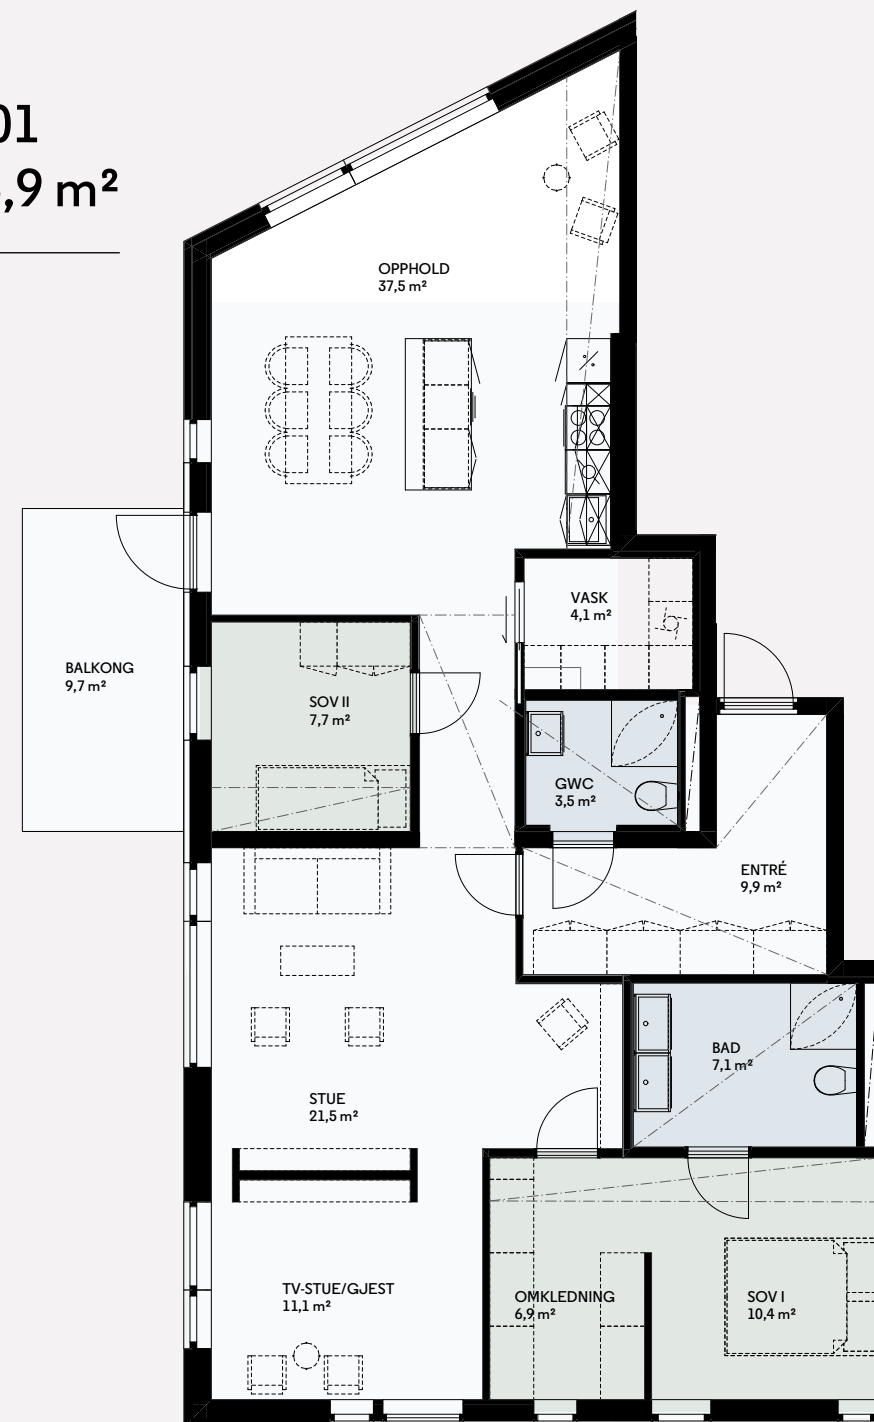 01
,9 m²
OPPHOLD
37,5 m²
VASK
4,1 m²
BALKONG
9,7 m²
SOV II
7,7 m²
GWC
3,5 m²
ENTRÉ
9,9 m²
BAD
7,1 m²
STUE
21,5 m²
TV-STUE/GJEST
11,1 m²
OMKLEDNING
6,9 m²
SOV I
10,4 m²